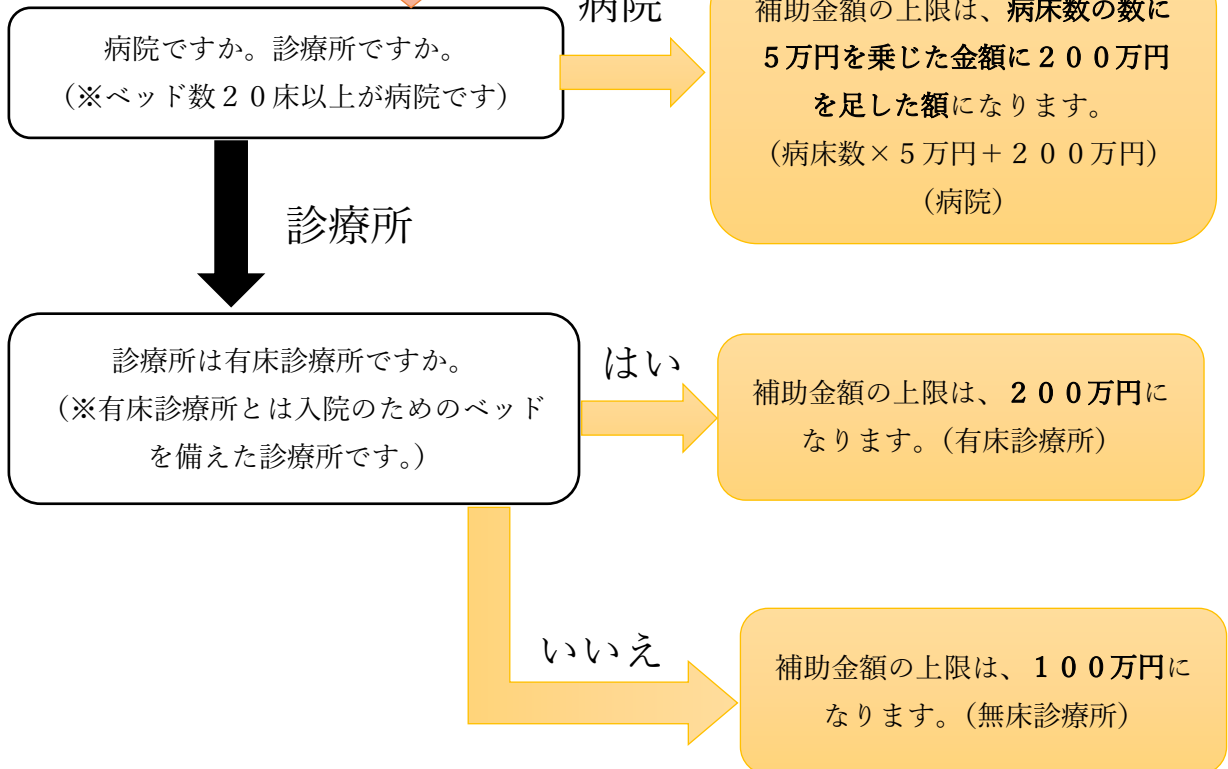 病院
病院ですか。診療所ですか。
（※ベッド数２０床以上が病院です）
補助金額の上限は、病床数の数に
５万円を乗じた金額に２００万円
を足した額になります。
（病床数×５万円＋２００万円）
（病院）
診療所
診療所は有床診療所ですか。
（※有床診療所とは入院のためのベッド
を備えた診療所です。）
はい
補助金額の上限は、２００万円に
なります。（有床診療所）
いいえ
補助金額の上限は、１００万円に
なります。（無床診療所）